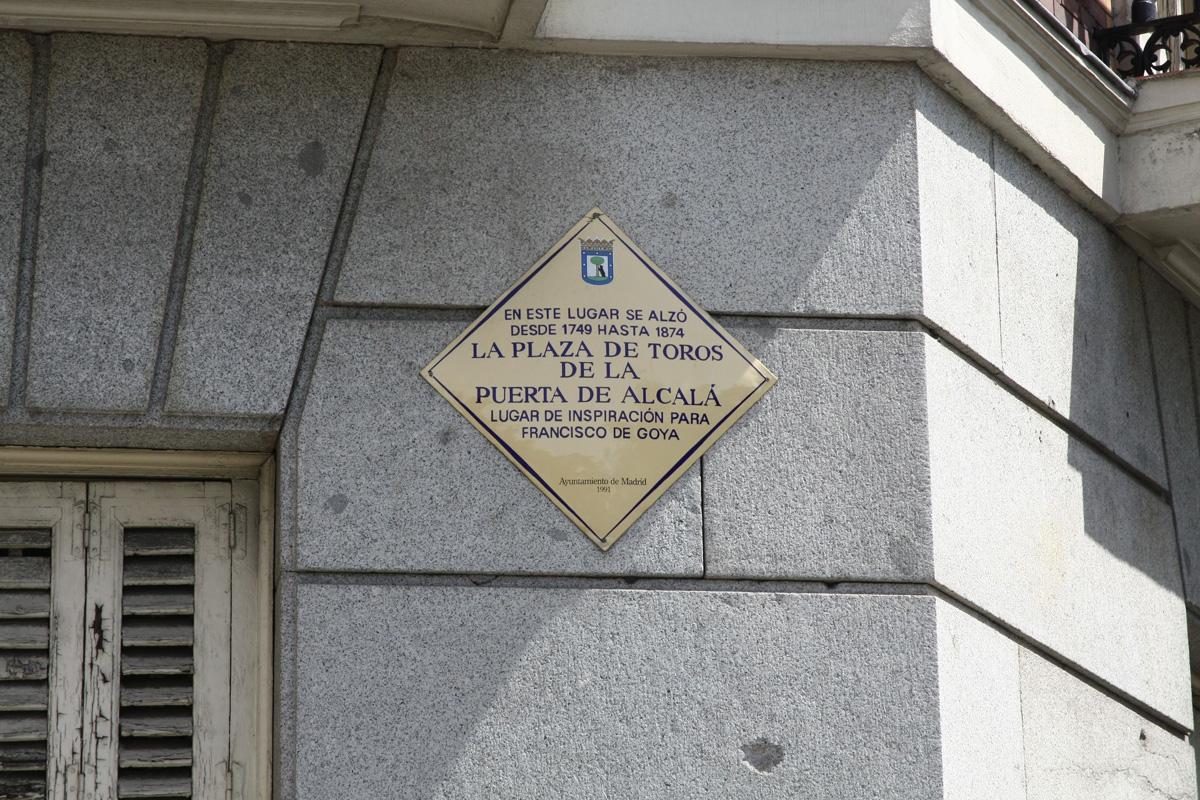 EN ESTE LUGAR SE ALZÓ
DESDE 1749 HASTA 1874
LA PLAZA DE TOROS
DE LA
PUERTA DE ALCALÁ
LUGAR DE INSPIRACIÓN PARA
FRANCISCO DE GOYA
Ayuntamiento de Madrid
1991